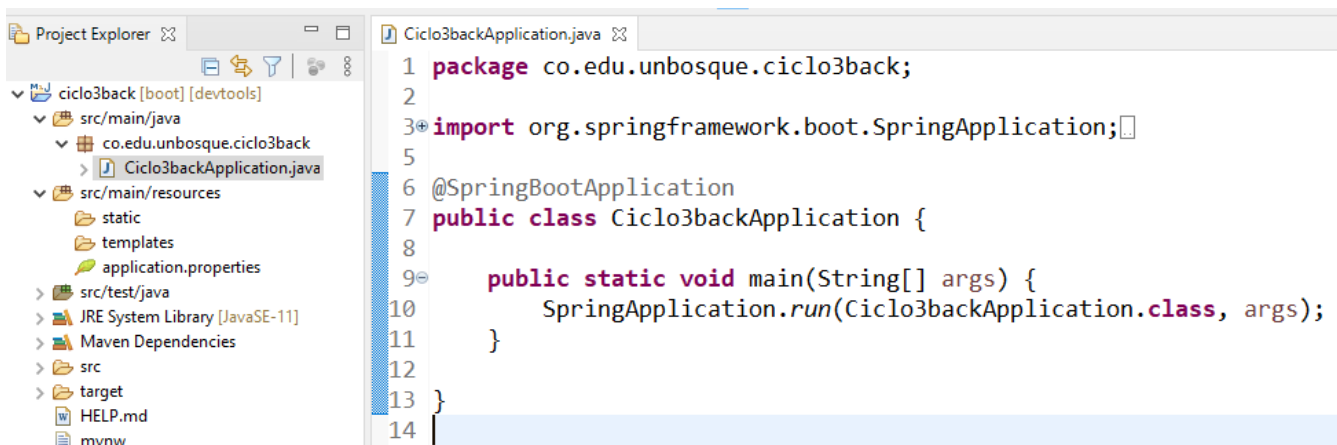 Project Explorer
ciclo3back [boot] [devtools]
src/main/java
co.edu.unbosque.ciclo3back
Ciclo3backApplication.java
src/main/resources
static
templates
application.properties
src/test/java
JRE System Library [JavaSE-11]
Maven Dependencies
src
target
HELP.md
mvnw
Ciclo3backApplication.java
1 package co.edu.unbosque.ciclo3back;
2
3 import org.springframework.boot.SpringApplication;
5
6 @SpringBootApplication
7 public class Ciclo3backApplication {
8
9 public static void main(String[] args) {
10 SpringApplication.run(Ciclo3backApplication.class, args);
11 }
12
13 }
14